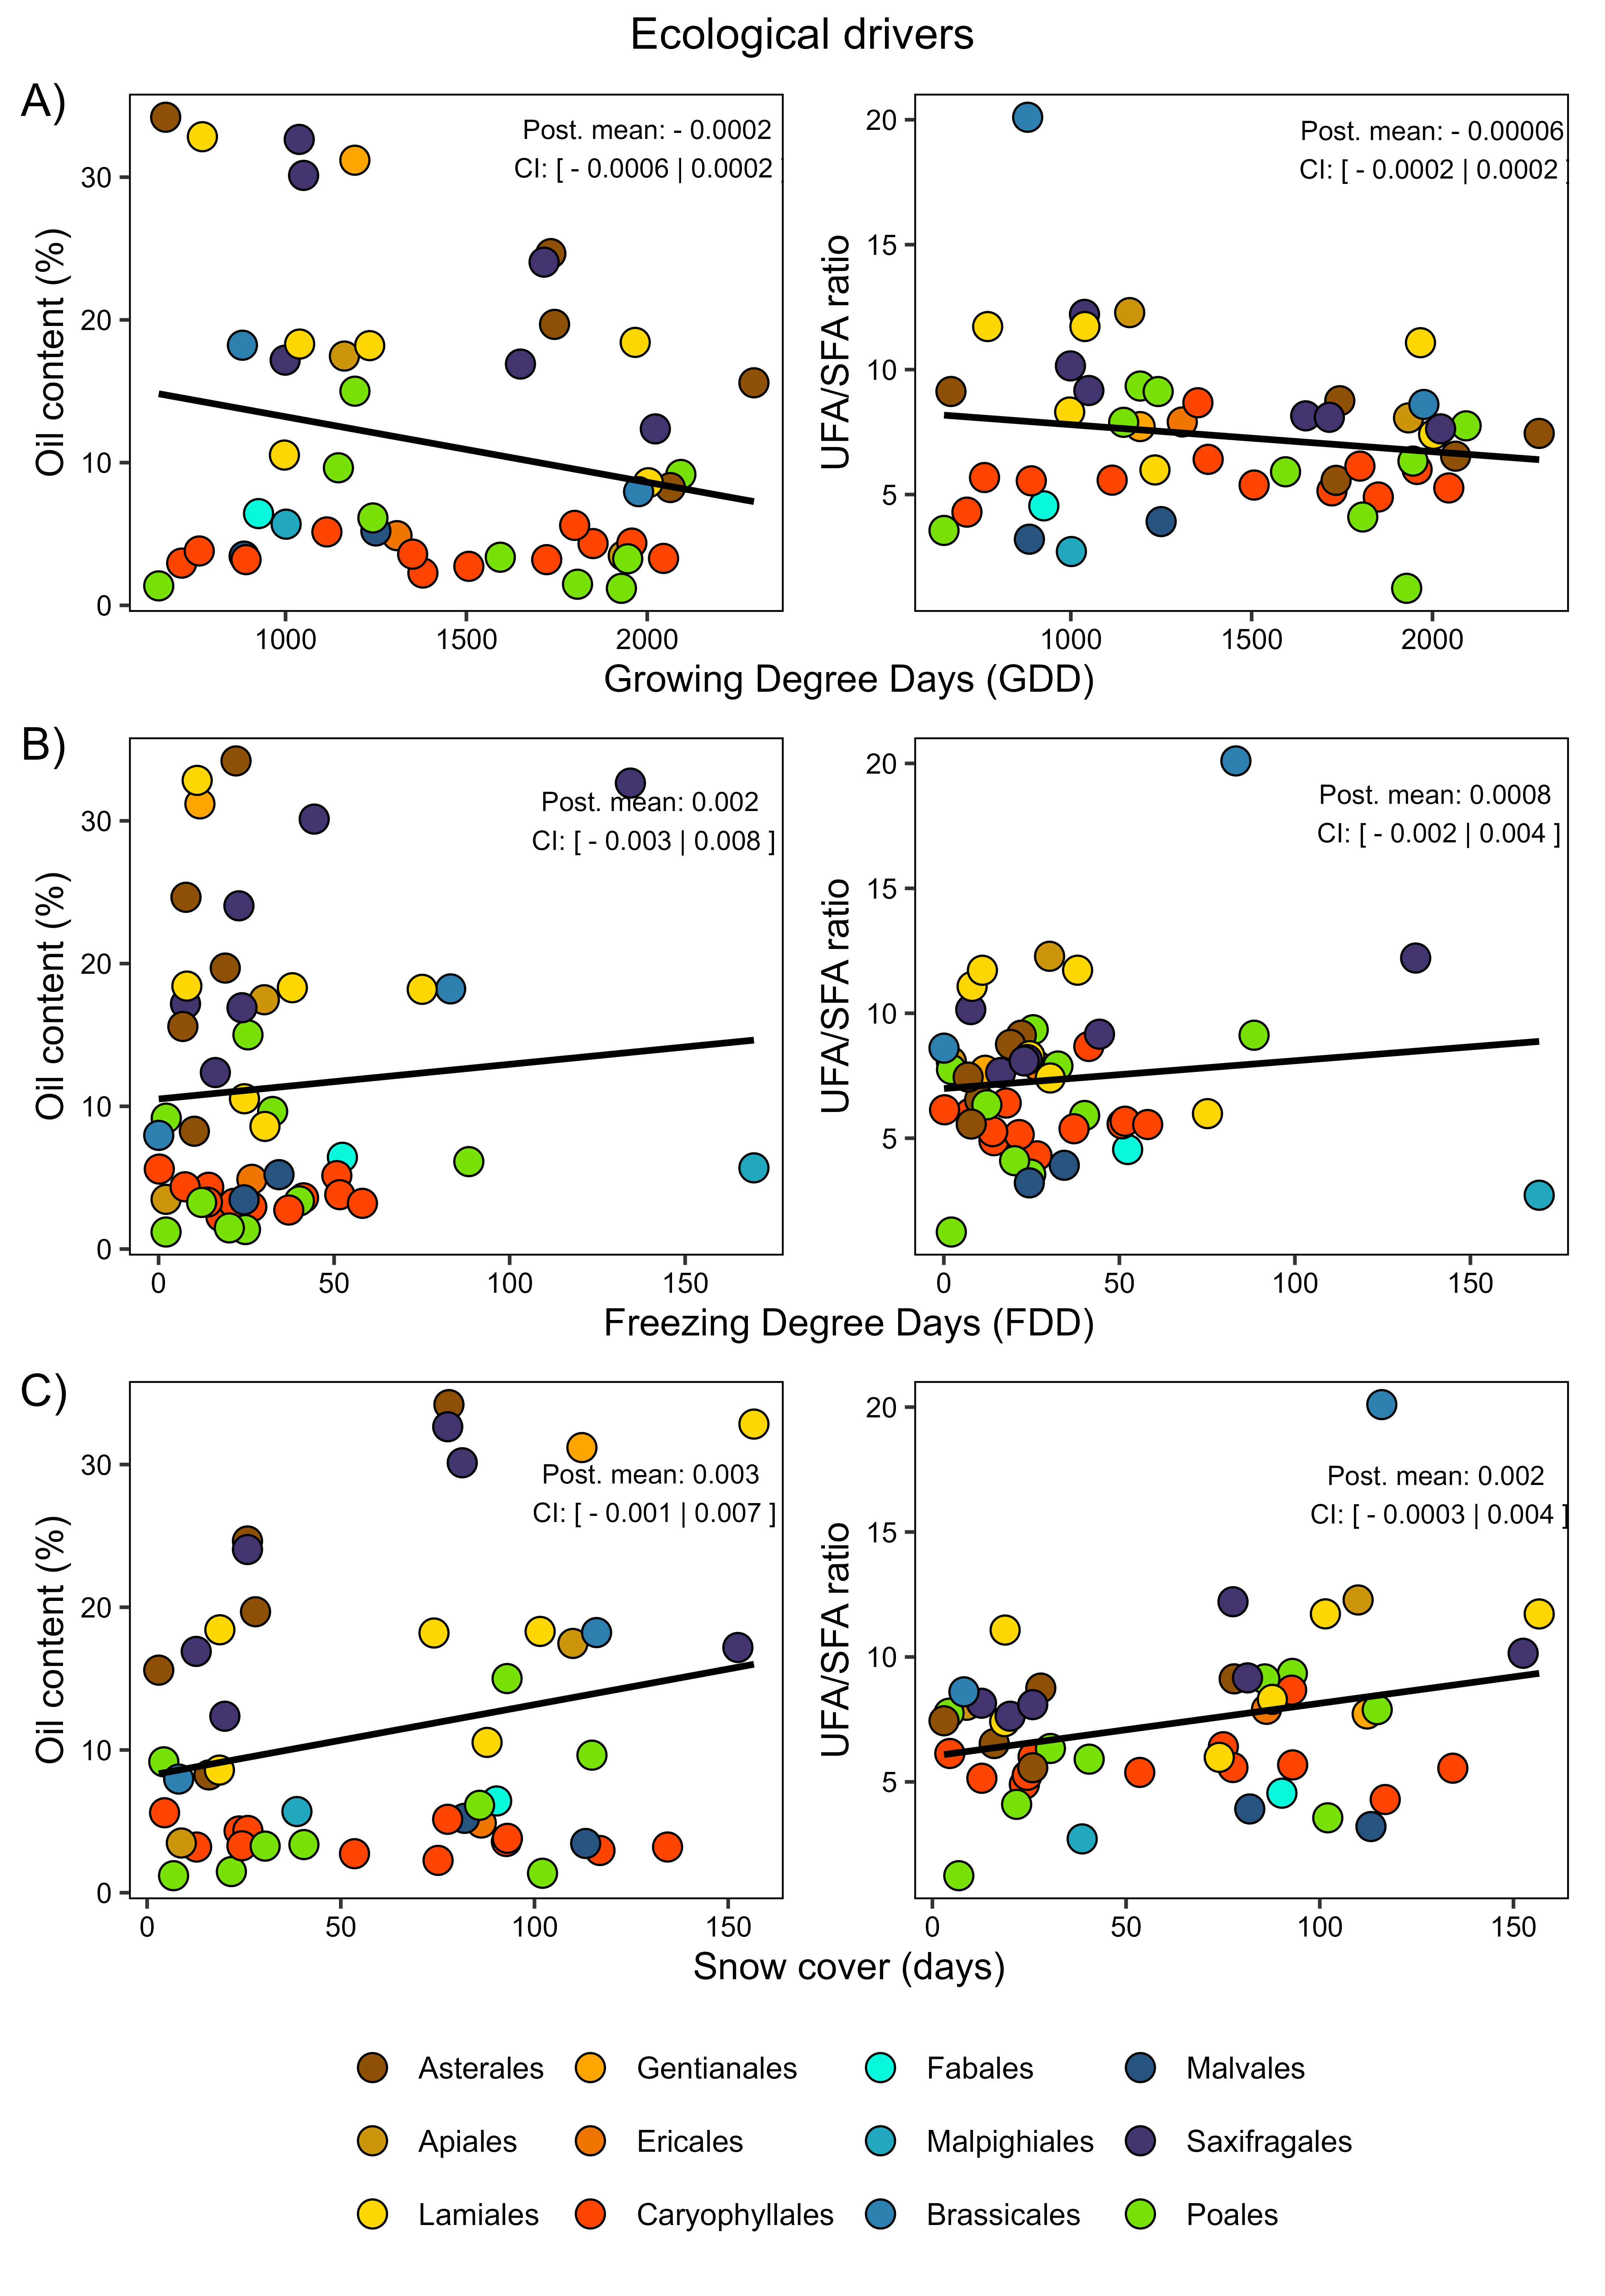 Ecological drivers
A)
Post. mean: - 0.0002
CI: [ - 0.0006 | 0.0002 ]
30
20
10
0
Oil content (%)
1000 1500 2000
Post. mean: - 0.00006
CI: [ - 0.0002 | 0.0002 ]
20
15
10
5
UFA/SFA ratio
1000 1500 2000
Growing Degree Days (GDD)
B)
Post. mean: 0.002
CI: [ - 0.003 | 0.008 ]
30
20
10
0
Oil content (%)
0 50 100 150
Post. mean: 0.0008
CI: [ - 0.002 | 0.004 ]
20
15
10
5
UFA/SFA ratio
0 50 100 150
Freezing Degree Days (FDD)
C)
Post. mean: 0.003
CI: [ - 0.001 | 0.007 ]
30
20
10
0
Oil content (%)
0 50 100 150
Post. mean: 0.002
CI: [ - 0.0003 | 0.004 ]
20
15
10
5
UFA/SFA ratio
0 50 100 150
Snow cover (days)
Asterales Gentianales Fabales Malvales
Apiales Ericales Malpighiales Saxifragales
Lamiales Caryophyllales Brassicales Poales